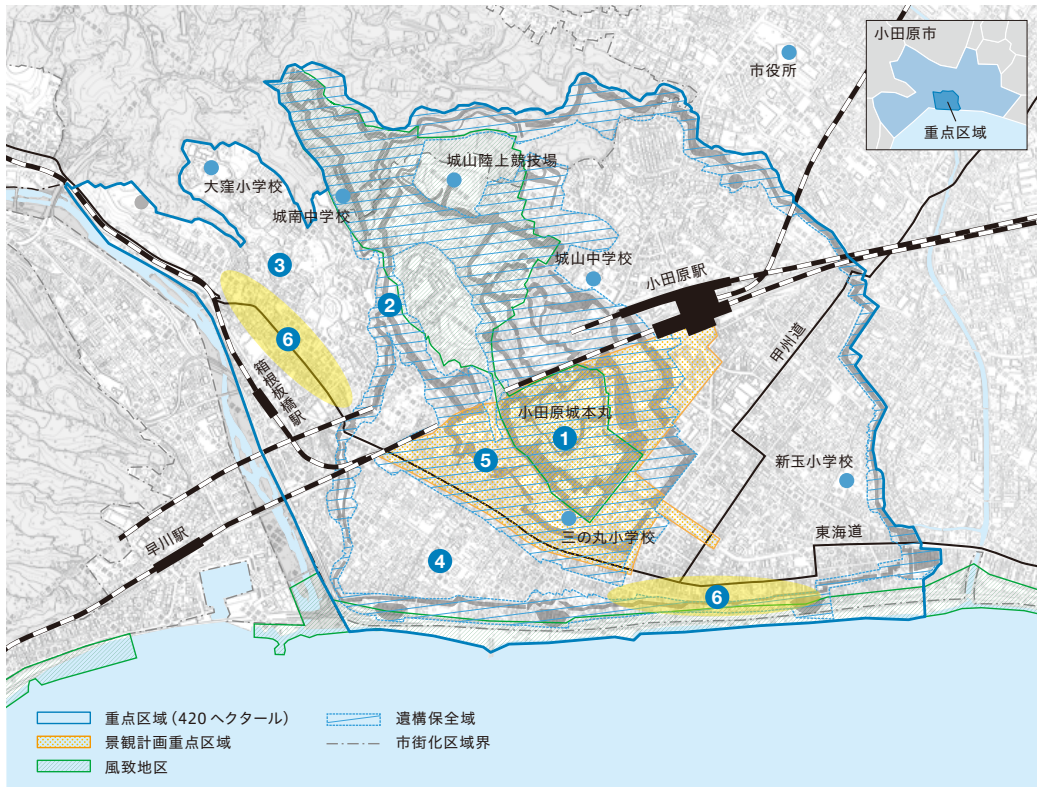 小田原市
重点区域
市役所
城山陸上競技場
大窪小学校
城南中学校
3
城山中学校
小田原駅
2
6
甲州道
箱根板橋駅
小田原城本丸
1
5
新玉小学校
三の丸小学校
東海道
早川駅
4
6
重点区域（420ヘクタール）
景観計画重点区域
風致地区
遺構保全域
市街化区域界